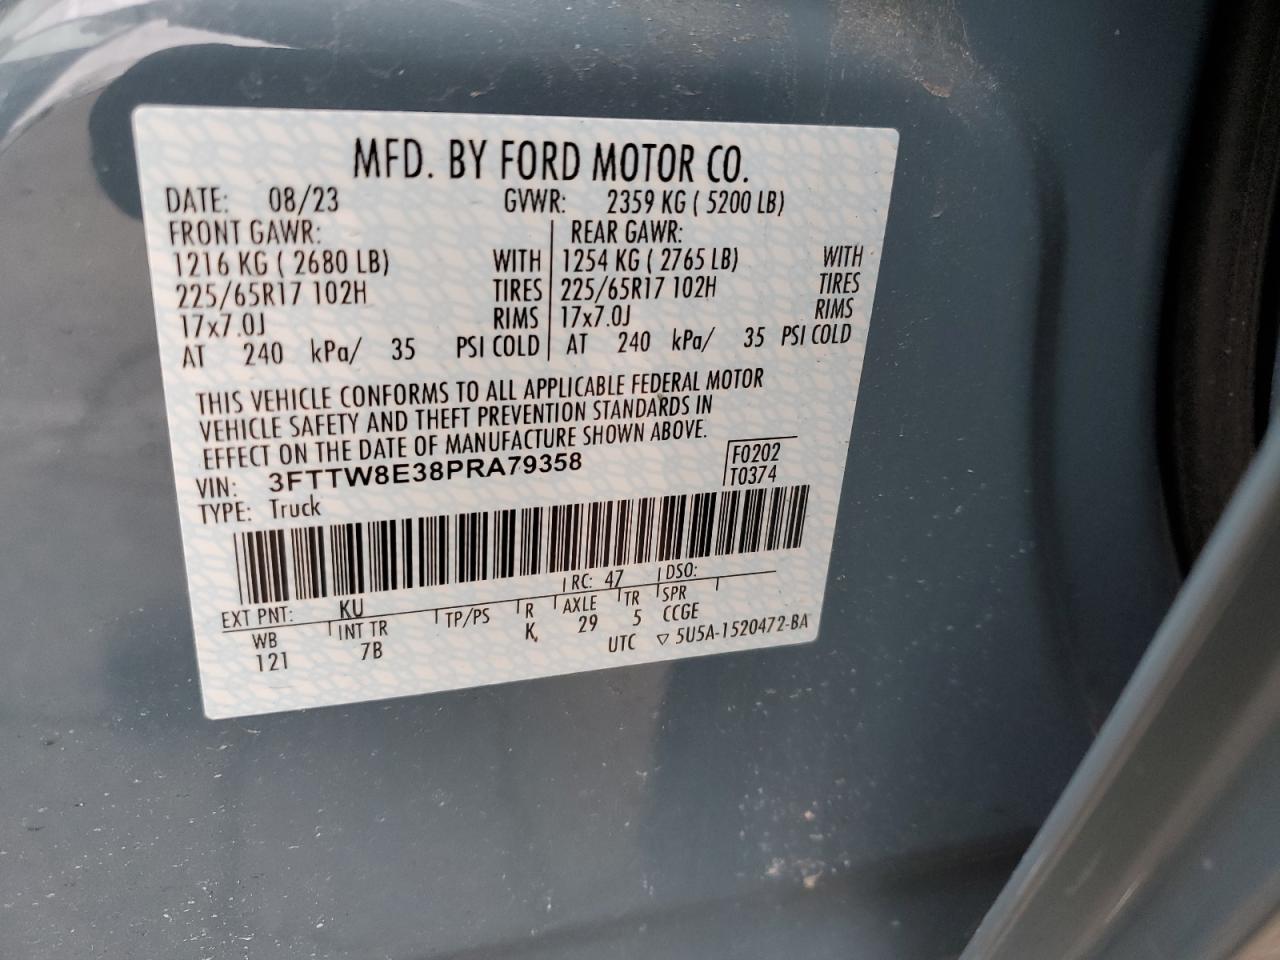 MFD. BY FORD MOTOR CO.
DATE: 08/23 GVWR: 2359 KG ( 5200 LB)
FRONT GAWR: REAR GAWR:
1216 KG ( 2680 LB) WITH 1254 KG ( 2765 LB) WITH
225/65R17 102H TIRES 225/65R17 102H TIRES
17x7.0J RIMS 17x7.0J RIMS
AT 240 kPa/ 35 PSI COLD AT 240 kPa/ 35 PSI COLD
THIS VEHICLE CONFORMS TO ALL APPLICABLE FEDERAL MOTOR
VEHICLE SAFETY AND THEFT PREVENTION STANDARDS IN
EFFECT ON THE DATE OF MANUFACTURE SHOWN ABOVE.
VIN: 3FTTW8E38PRA79358 F0202
TYPE: Truck T0374
EXT PNT: KU RC: 47 DSO:
WB INT TR TP/PS R AXLE TR SPR
121 7B K, 29 5 CCGE
UTC ▽ 5U5A-1520472-BA